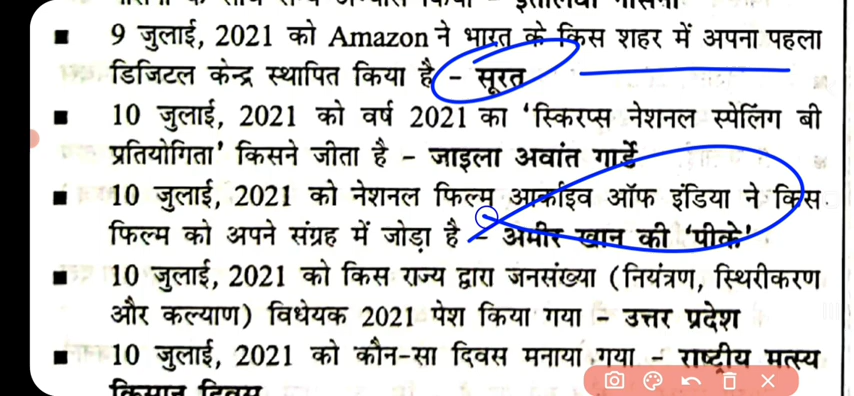 ■ 9 जुलाई, 2021 को Amazon ने भारत के किस शहर में अपना पहला
डिजिटल केन्द्र स्थापित किया है – सूरत
■ 10 जुलाई, 2021 को वर्ष 2021 का ‘स्किरप्स नेशनल स्पेलिंग बी
प्रतियोगिता’ किसने जीता है – जाइला अवांत गार्डे
■ 10 जुलाई, 2021 को नेशनल फिल्म आर्काइव ऑफ इंडिया ने किस
फिल्म को अपने संग्रह में जोड़ा है – अमीर खान की ‘पीके’
■ 10 जुलाई, 2021 को किस राज्य द्वारा जनसंख्या (नियंत्रण, स्थिरीकरण
और कल्याण) विधेयक 2021 पेश किया गया – उत्तर प्रदेश
■ 10 जुलाई, 2021 को कौन-सा दिवस मनाया गया – राष्ट्रीय मत्स्य
किसान दिवस